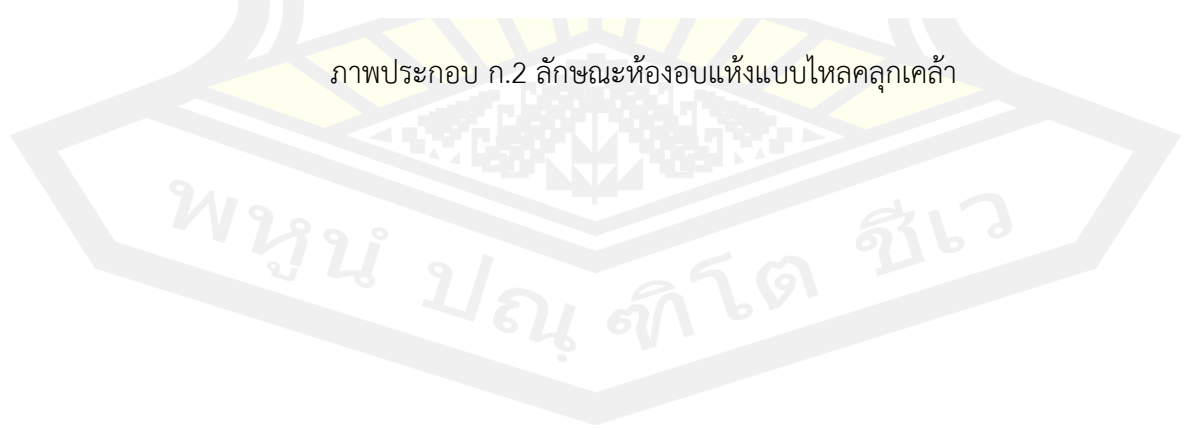 ภาพประกอบ ก.2 ลักษณะห้องอบแห้งแบบไหลคลุกเคล้า
พหูนํ ปณฺฑิโต ชีเว